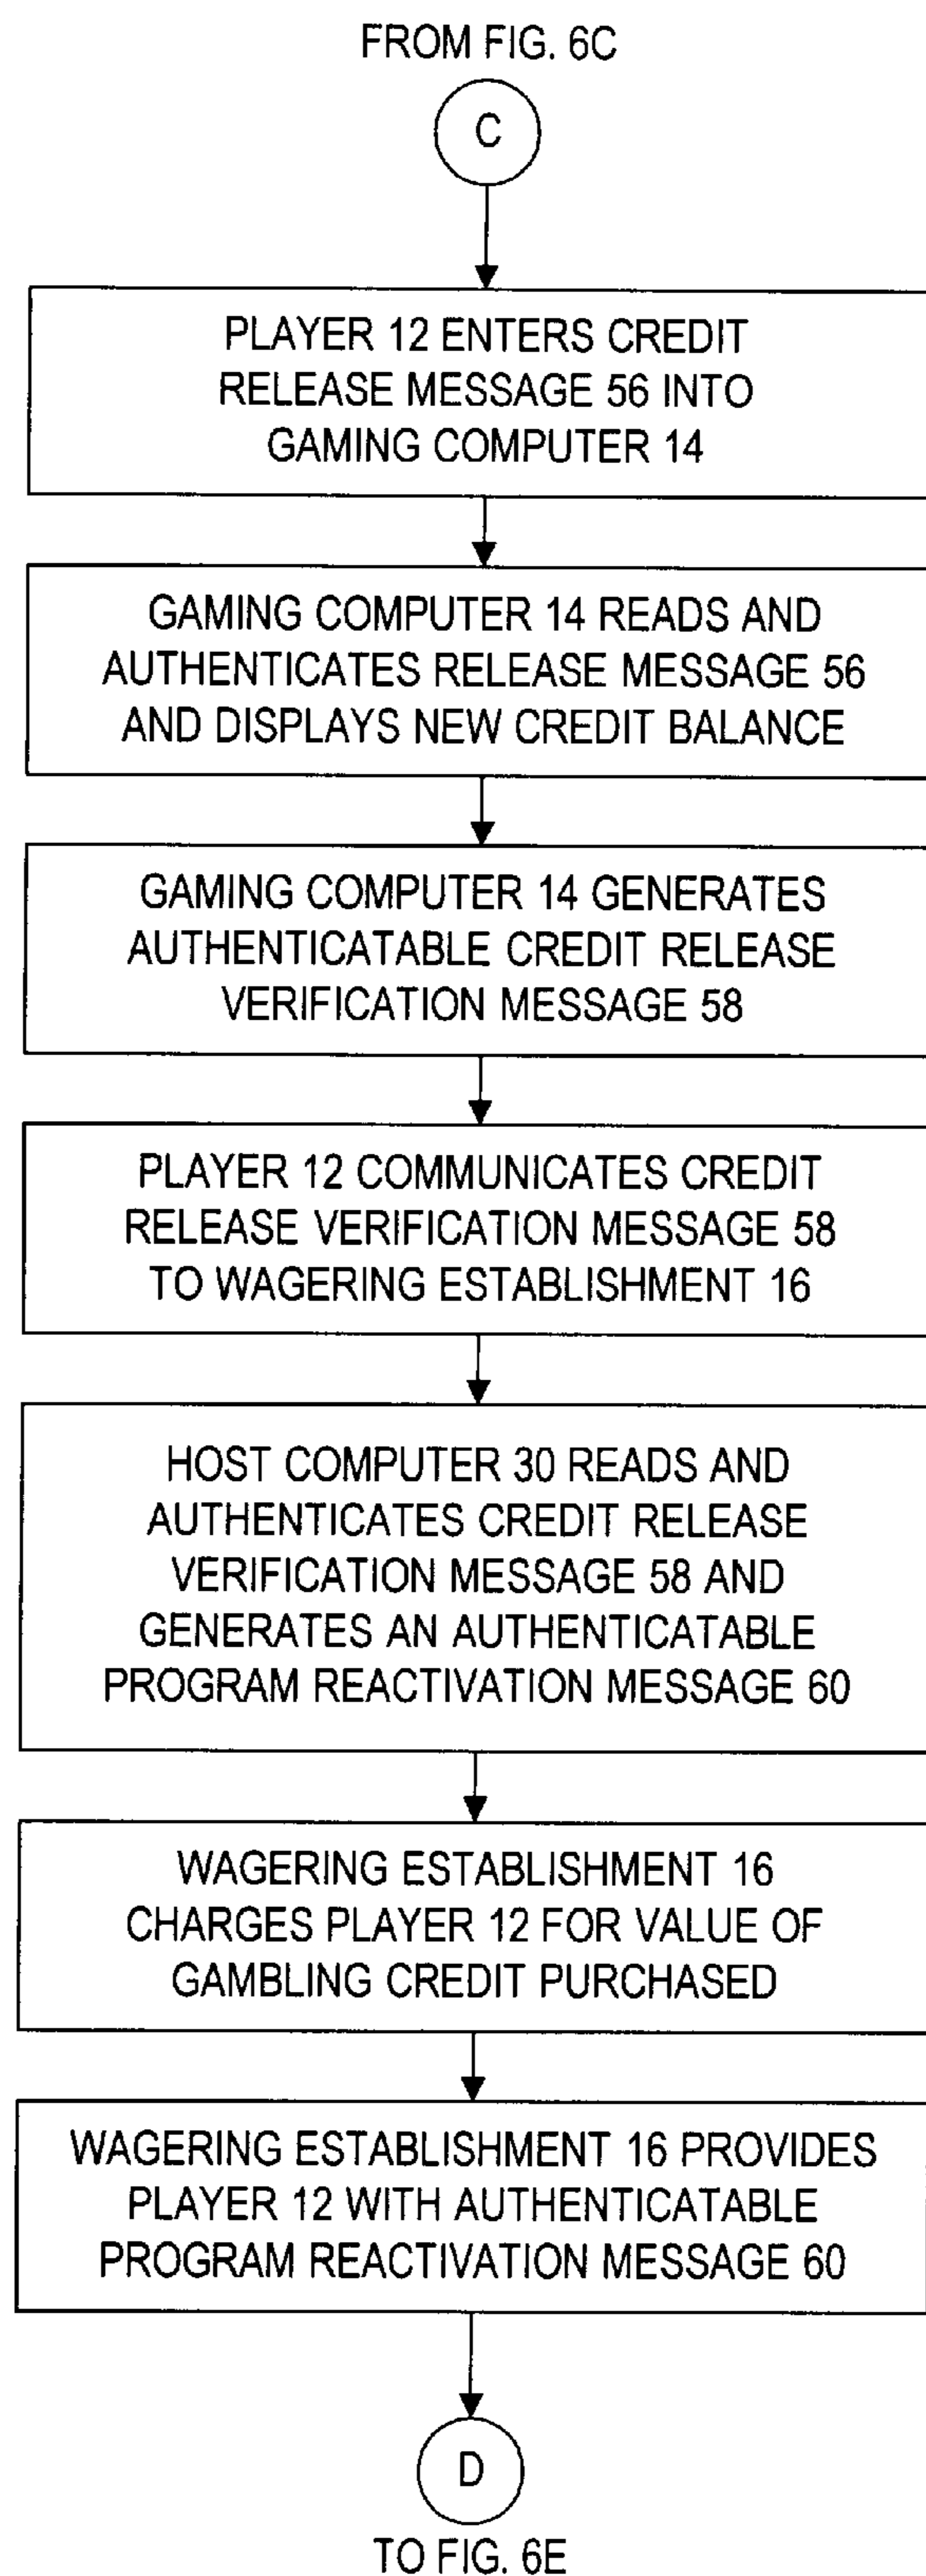 FROM FIG. 6C
C
PLAYER 12 ENTERS CREDIT
RELEASE MESSAGE 56 INTO
GAMING COMPUTER 14
GAMING COMPUTER 14 READS AND
AUTHENTICATES RELEASE MESSAGE 56
AND DISPLAYS NEW CREDIT BALANCE
GAMING COMPUTER 14 GENERATES
AUTHENTICATABLE CREDIT RELEASE
VERIFICATION MESSAGE 58
PLAYER 12 COMMUNICATES CREDIT
RELEASE VERIFICATION MESSAGE 58
TO WAGERING ESTABLISHMENT 16
HOST COMPUTER 30 READS AND
AUTHENTICATES CREDIT RELEASE
VERIFICATION MESSAGE 58 AND
GENERATES AN AUTHENTICATABLE
PROGRAM REACTIVATION MESSAGE 60
WAGERING ESTABLISHMENT 16
CHARGES PLAYER 12 FOR VALUE OF
GAMBLING CREDIT PURCHASED
WAGERING ESTABLISHMENT 16 PROVIDES
PLAYER 12 WITH AUTHENTICATABLE
PROGRAM REACTIVATION MESSAGE 60
D
TO FIG. 6E